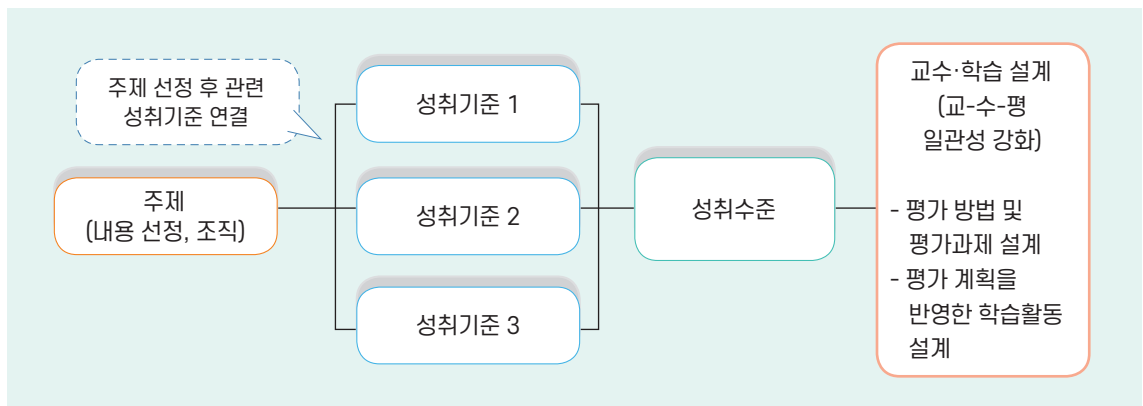 주제 선정 후 관련
성취기준 연결
주제
(내용 선정, 조직)
성취기준 1
성취기준 2
성취기준 3
성취수준
교수·학습 설계
(교-수-평
일관성 강화)
- 평가 방법 및
평가과제 설계
- 평가 계획을
반영한 학습활동
설계